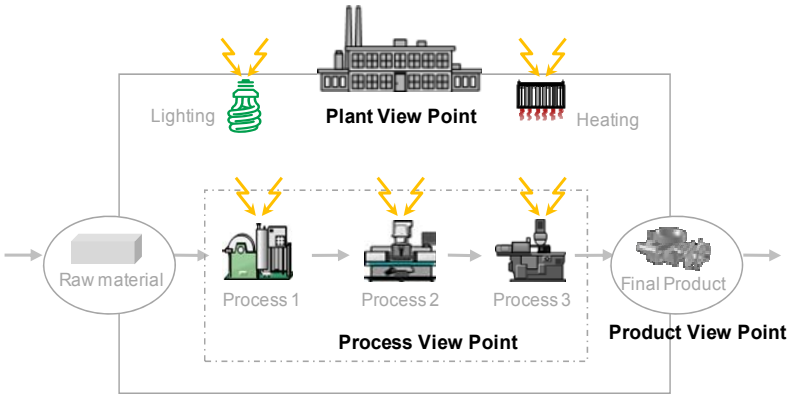 Lighting
Plant View Point
Heating
Raw material
Process 1
Process 2
Process 3
Final Product
Process View Point
Product View Point